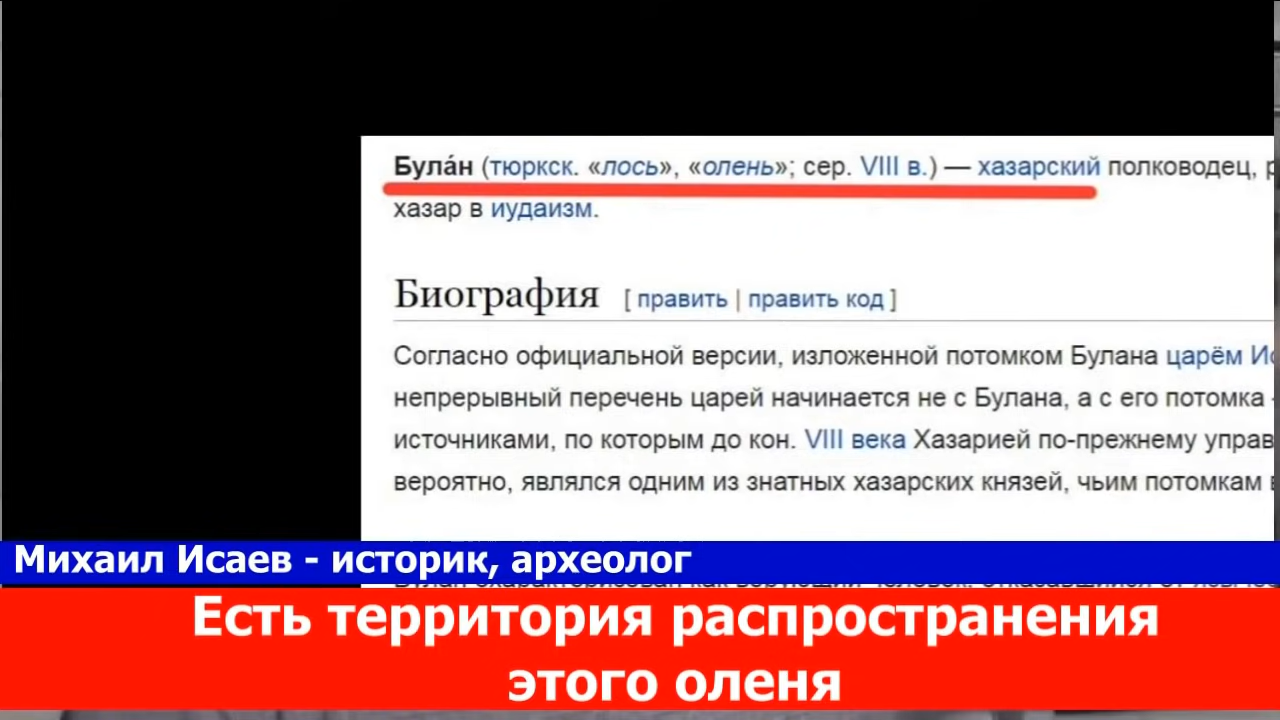 Була́н (тюркск. «лось», «олень»; сер. VIII в.) — хазарский полководец,
хазар в иудаизм.
Биография [ править | править код ]
Согласно официальной версии, изложенной потомком Булана царём
непрерывный перечень царей начинается не с Булана, а с его потомка
источниками, по которым до кон. VIII века Хазарией по-прежнему
вероятно, являлся одним из знатных хазарских князей, чьим потомкам
Михаил Исаев - историк, археолог
Есть территория распространения
этого оленя